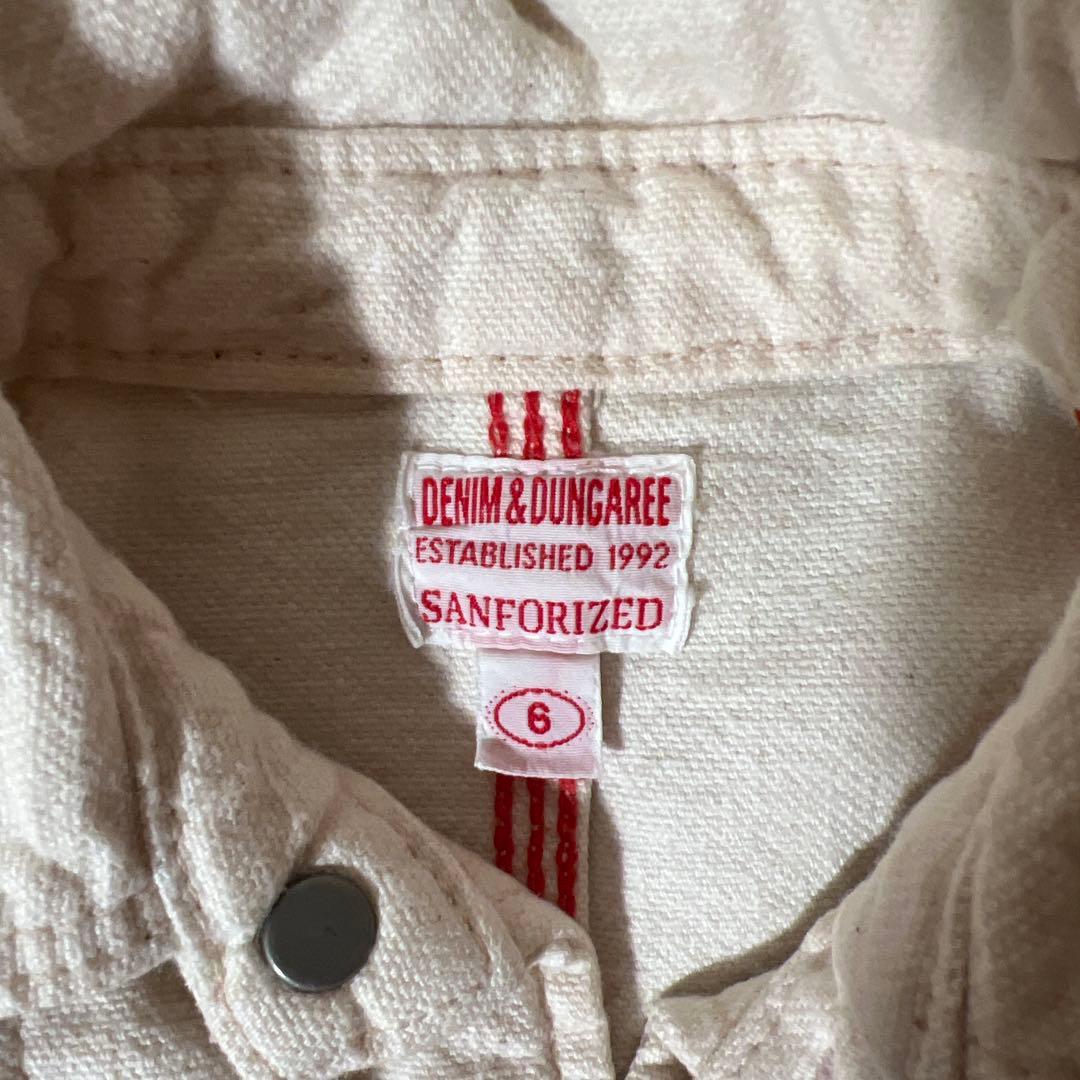 DENIM & DUNGAREE
ESTABLISHED 1992
SANFORIZED
6